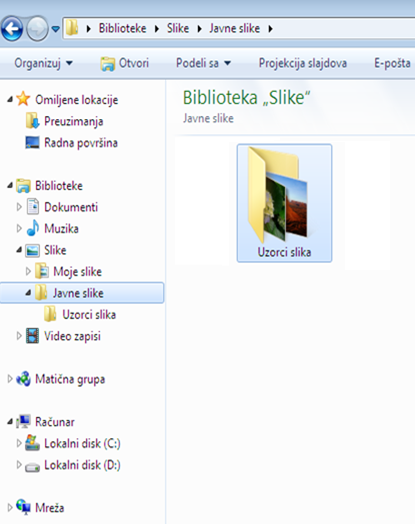 Biblioteke Slike Javne slike
Organizuj Otvori Podeli sa Projekcija slajdova E-pošta
Omiljene lokacije
Preuzimanja
Radna površina
Biblioteke
Dokumenti
Muzika
Slike
Moje slike
Javne slike
Uzorci slika
Video zapisi
Matična grupa
Računar
Lokalni disk (C:)
Lokalni disk (D:)
Mreža
Biblioteka „Slike“
Javne slike
Uzorci slika